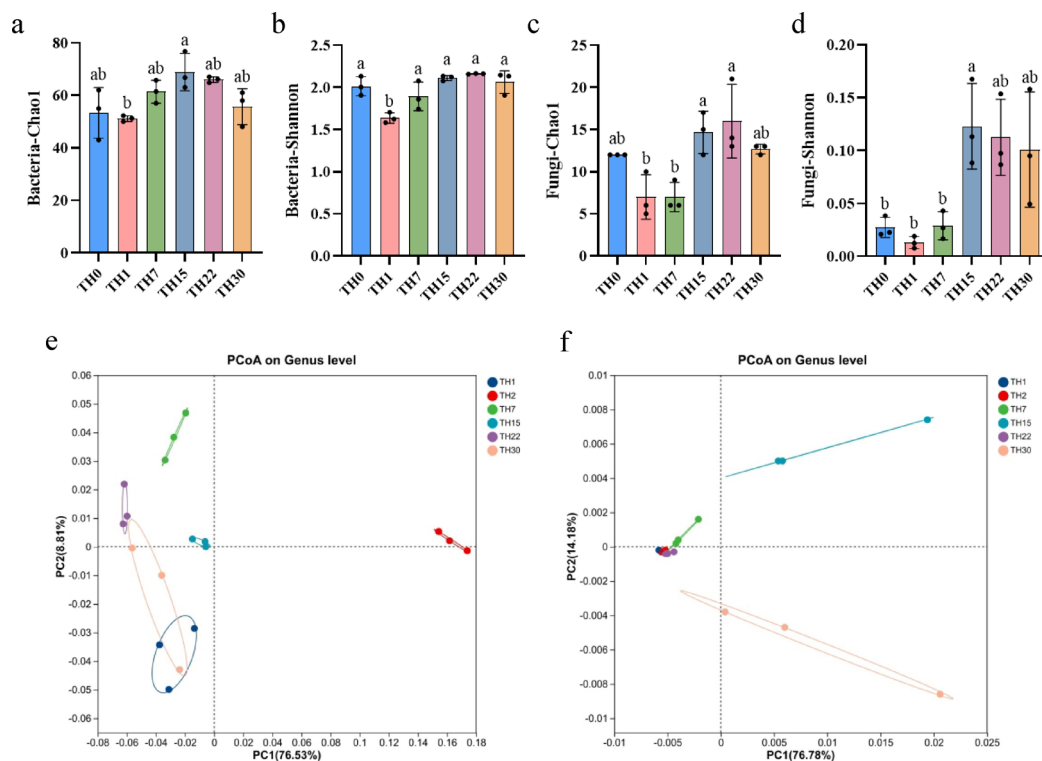 a
Bacteria-Chao1
80
60
40
20
0
ab
b
ab
a
ab
ab
TH0
TH1
TH7
TH15
TH22
TH30
b
Bacteria-Shannon
2.5
2.0
1.5
1.0
0.5
0.0
a
b
a
a
a
a
TH0
TH1
TH7
TH15
TH22
TH30
c
Fungi-Chao1
25
20
15
10
5
0
ab
b
b
a
a
ab
TH0
TH1
TH7
TH15
TH22
TH30
d
Fungi-Shannon
0.20
0.15
0.10
0.05
0.00
b
b
b
a
ab
ab
TH0
TH1
TH7
TH15
TH22
TH30
e
PCoA on Genus level
TH1
TH2
TH7
TH15
TH22
TH30
PC2(8.81%)
0.06
0.05
0.04
0.03
0.02
0.01
0
-0.01
-0.02
-0.03
-0.04
-0.05
-0.06
-0.08 -0.06 -0.04 -0.02 0 0.02 0.04 0.06 0.08 0.10 0.12 0.14 0.16 0.18
PC1(76.53%)
f
PCoA on Genus level
TH1
TH2
TH7
TH15
TH22
TH30
PC2(14.18%)
0.01
0.008
0.006
0.004
0.002
0
-0.002
-0.004
-0.006
-0.008
-0.01
-0.01 -0.005 0 0.005 0.01 0.015 0.02 0.025
PC1(76.78%)